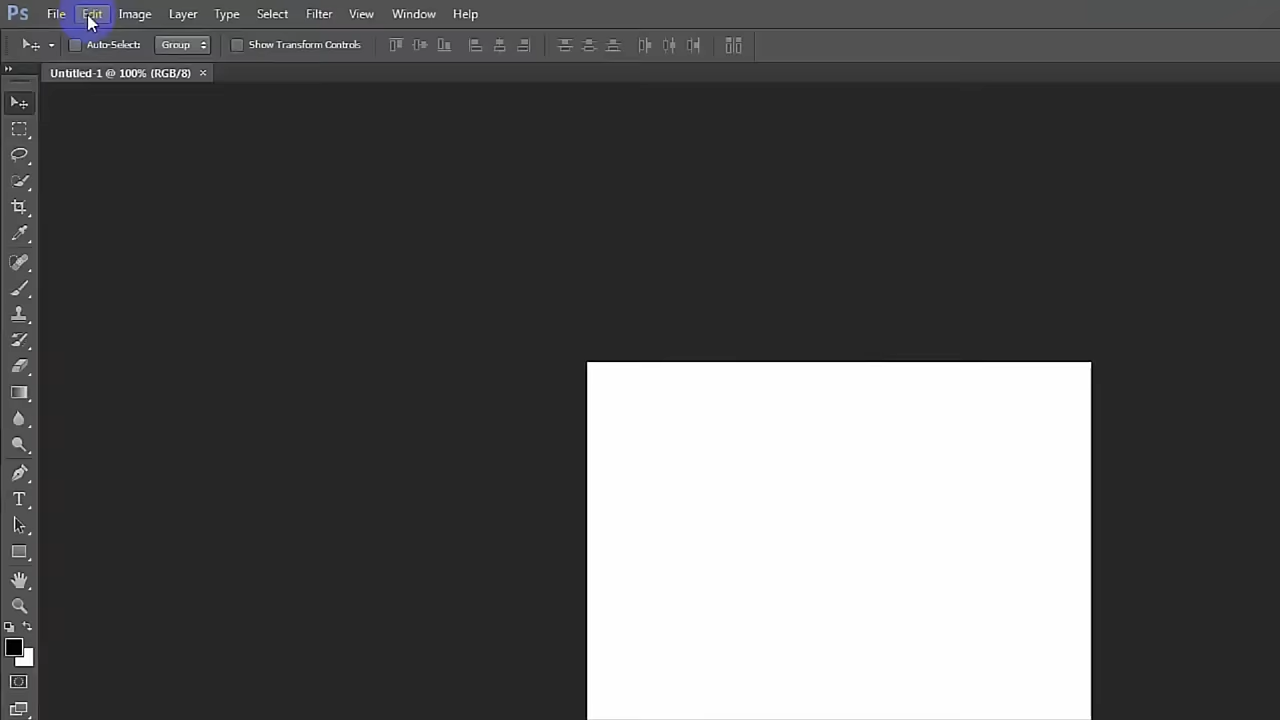 Ps File Edit Image Layer Type Select Filter View Window Help
Auto-Select: Group Show Transform Controls
Untitled-1 @ 100% (RGB/8) ×
T